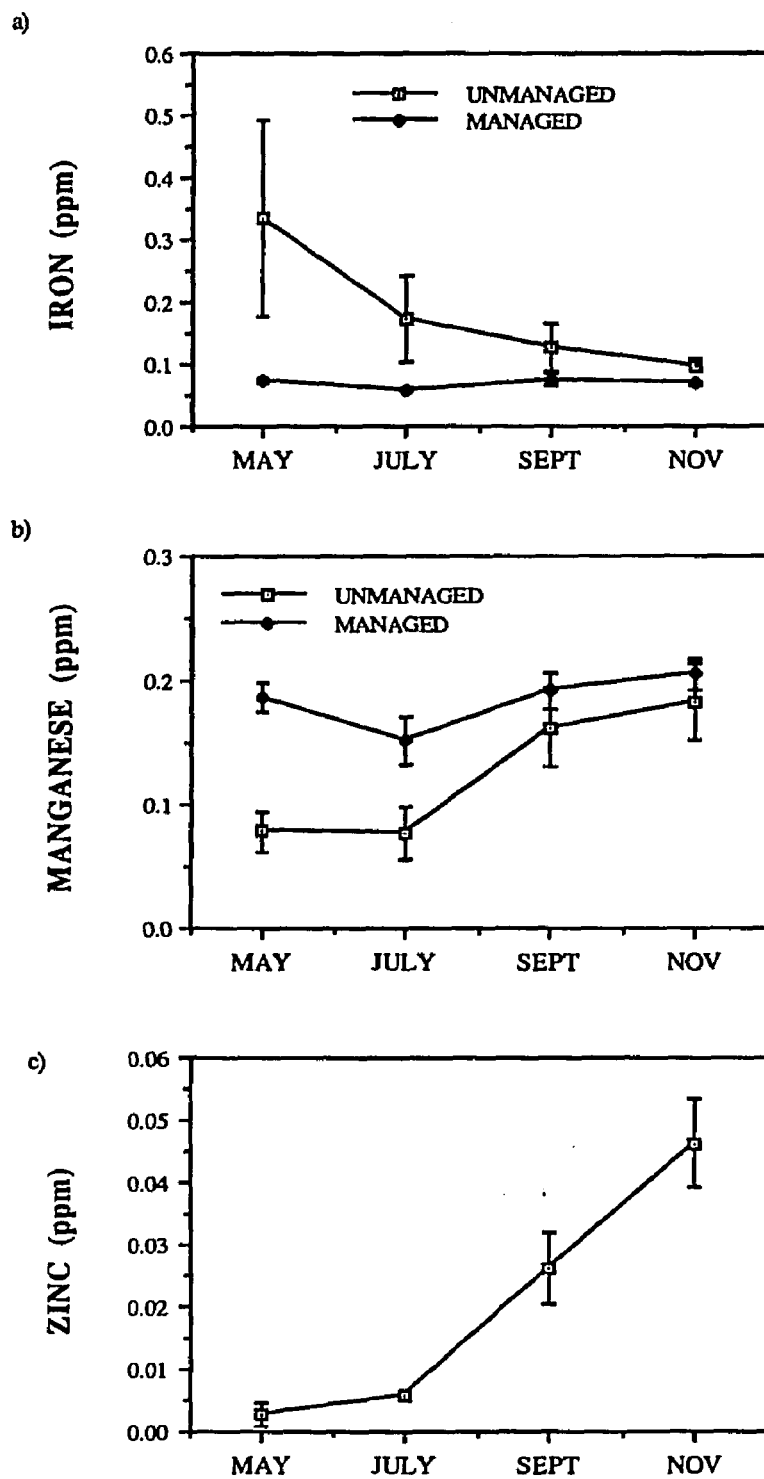 a)
0.6
UNMANAGED
MANAGED
0.5
0.4
0.3
0.2
0.1
0.0
IRON (ppm)
MAY JULY SEPT NOV
b)
0.3
UNMANAGED
MANAGED
0.2
0.1
0.0
MANGANESE (ppm)
MAY JULY SEPT NOV
c)
0.06
0.05
0.04
0.03
0.02
0.01
0.00
ZINC (ppm)
MAY JULY SEPT NOV